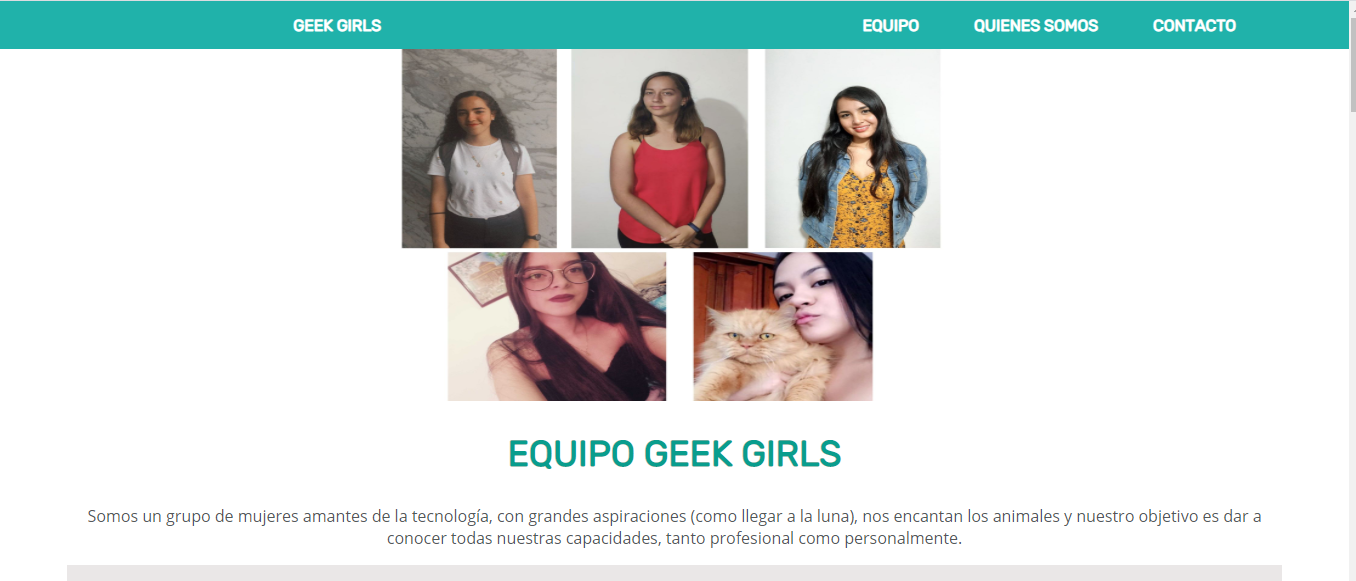 GEEK GIRLS EQUIPO QUIENES SOMOS CONTACTO
EQUIPO GEEK GIRLS
Somos un grupo de mujeres amantes de la tecnología, con grandes aspiraciones (como llegar a la luna), nos encantan los animales y nuestro objetivo es dar a
conocer todas nuestras capacidades, tanto profesional como personalmente.